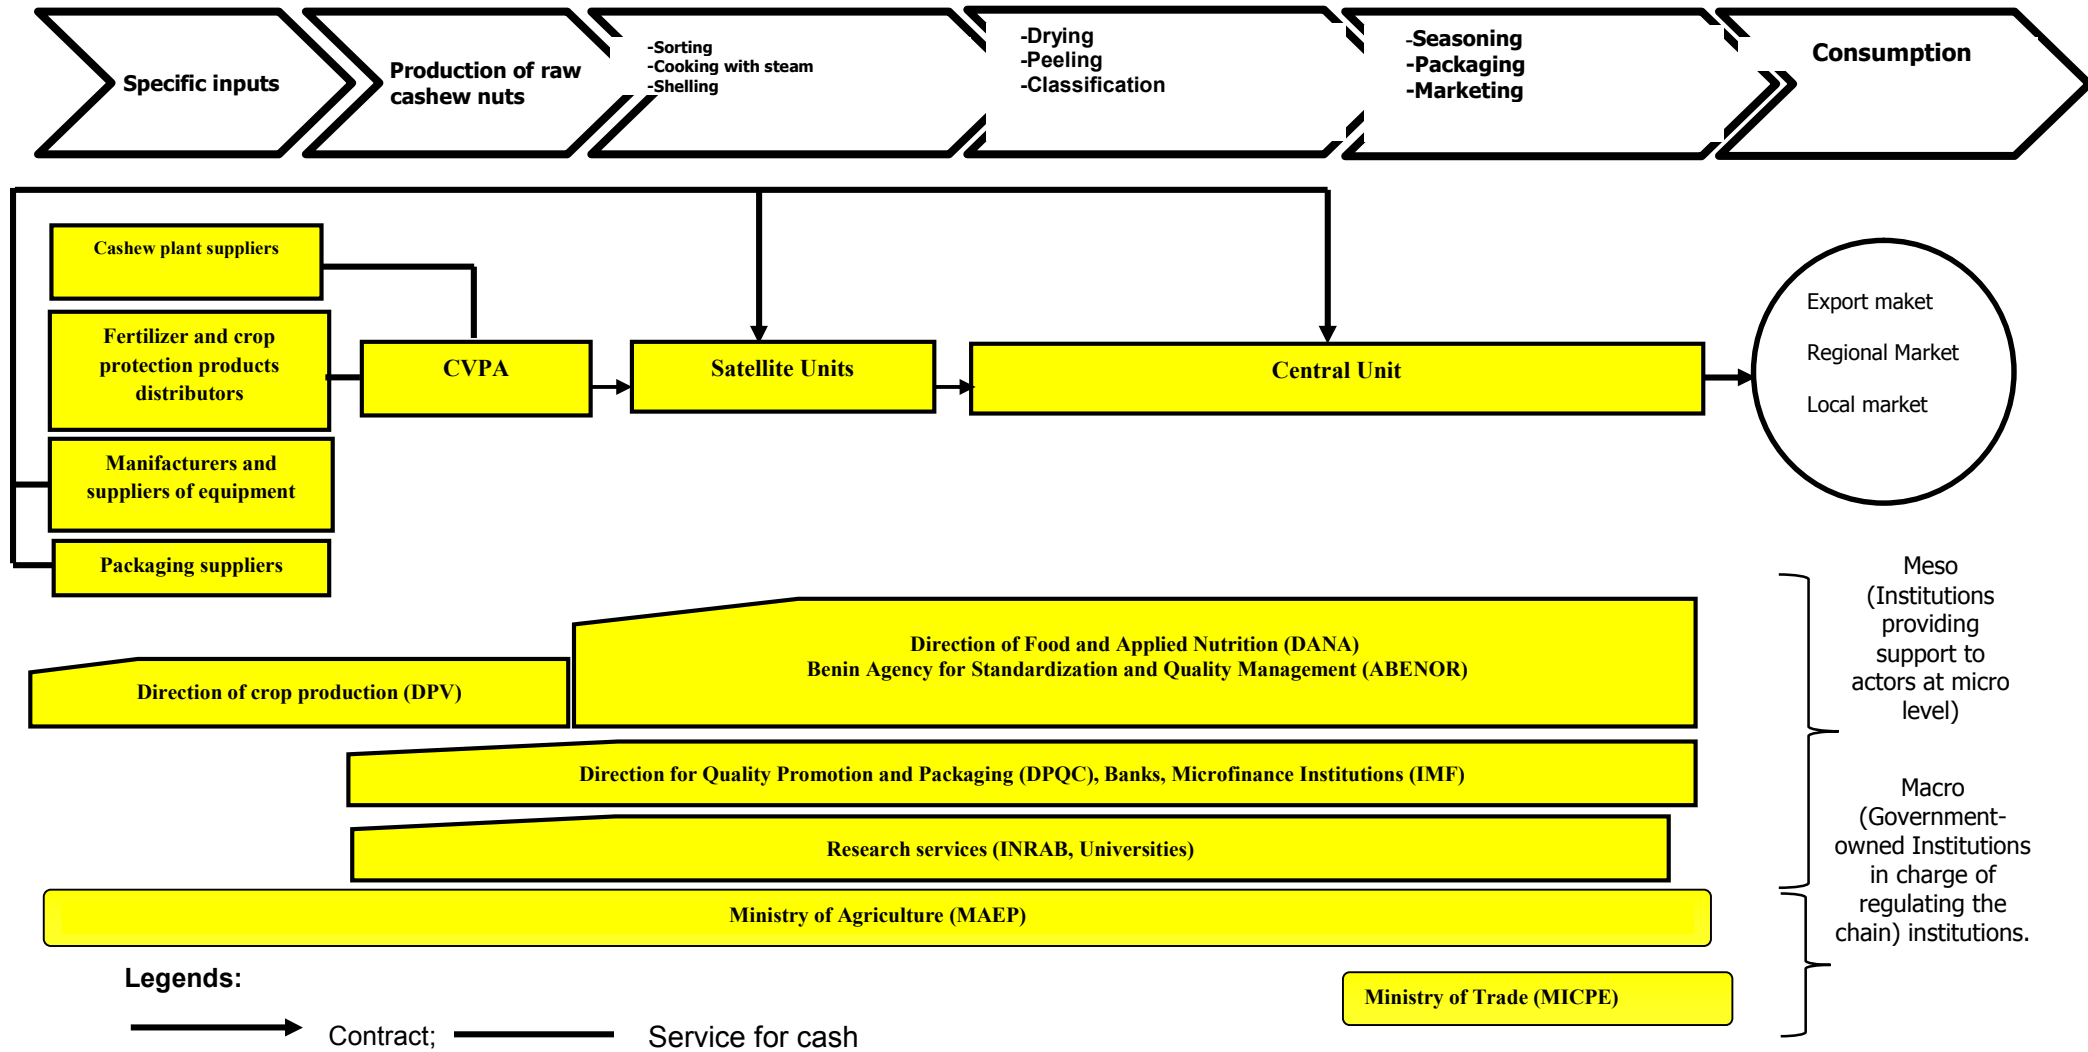 Specific inputs
Production of raw
cashew nuts
-Sorting
-Cooking with steam
-Shelling
-Drying
-Peeling
-Classification
-Seasoning
-Packaging
-Marketing
Consumption
Cashew plant suppliers
Fertilizer and crop
protection products
distributors
Manifacturers and
suppliers of equipment
Packaging suppliers
CVPA
Satellite Units
Central Unit
Export maket
Regional Market
Local market
Direction of crop production (DPV)
Direction of Food and Applied Nutrition (DANA)
Benin Agency for Standardization and Quality Management (ABENOR)
Direction for Quality Promotion and Packaging (DPQC), Banks, Microfinance Institutions (IMF)
Research services (INRAB, Universities)
Ministry of Agriculture (MAEP)
Ministry of Trade (MICPE)
Meso
(Institutions
providing
support to
actors at micro
level)
Macro
(Government-
owned Institutions
in charge of
regulating the
chain) institutions.
Legends:
Contract;
Service for cash